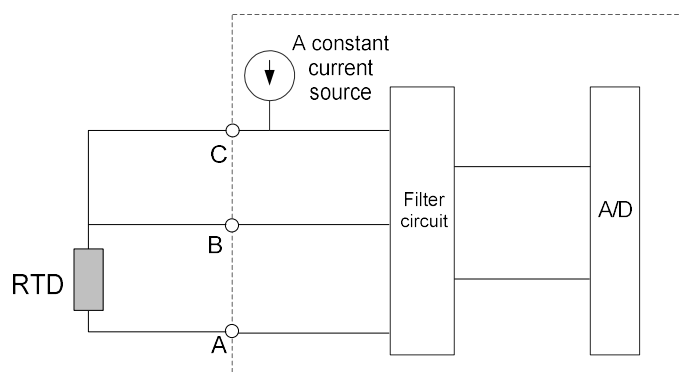 A constant
current
source
C
B
RTD
A
Filter
circuit
A/D